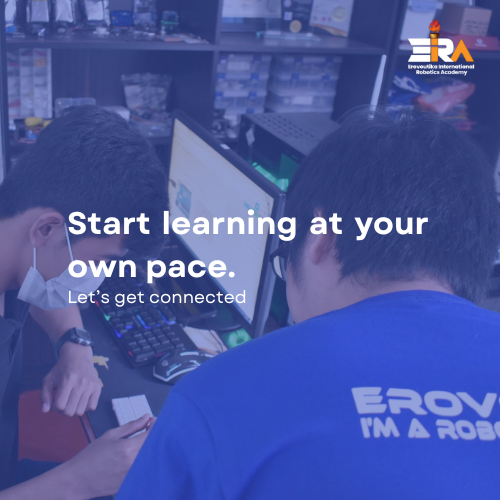 ERA
Erovoutika International
Robotics Academy
Start learning at your
own pace.
Let's get connected
EROV
I'M A ROBO